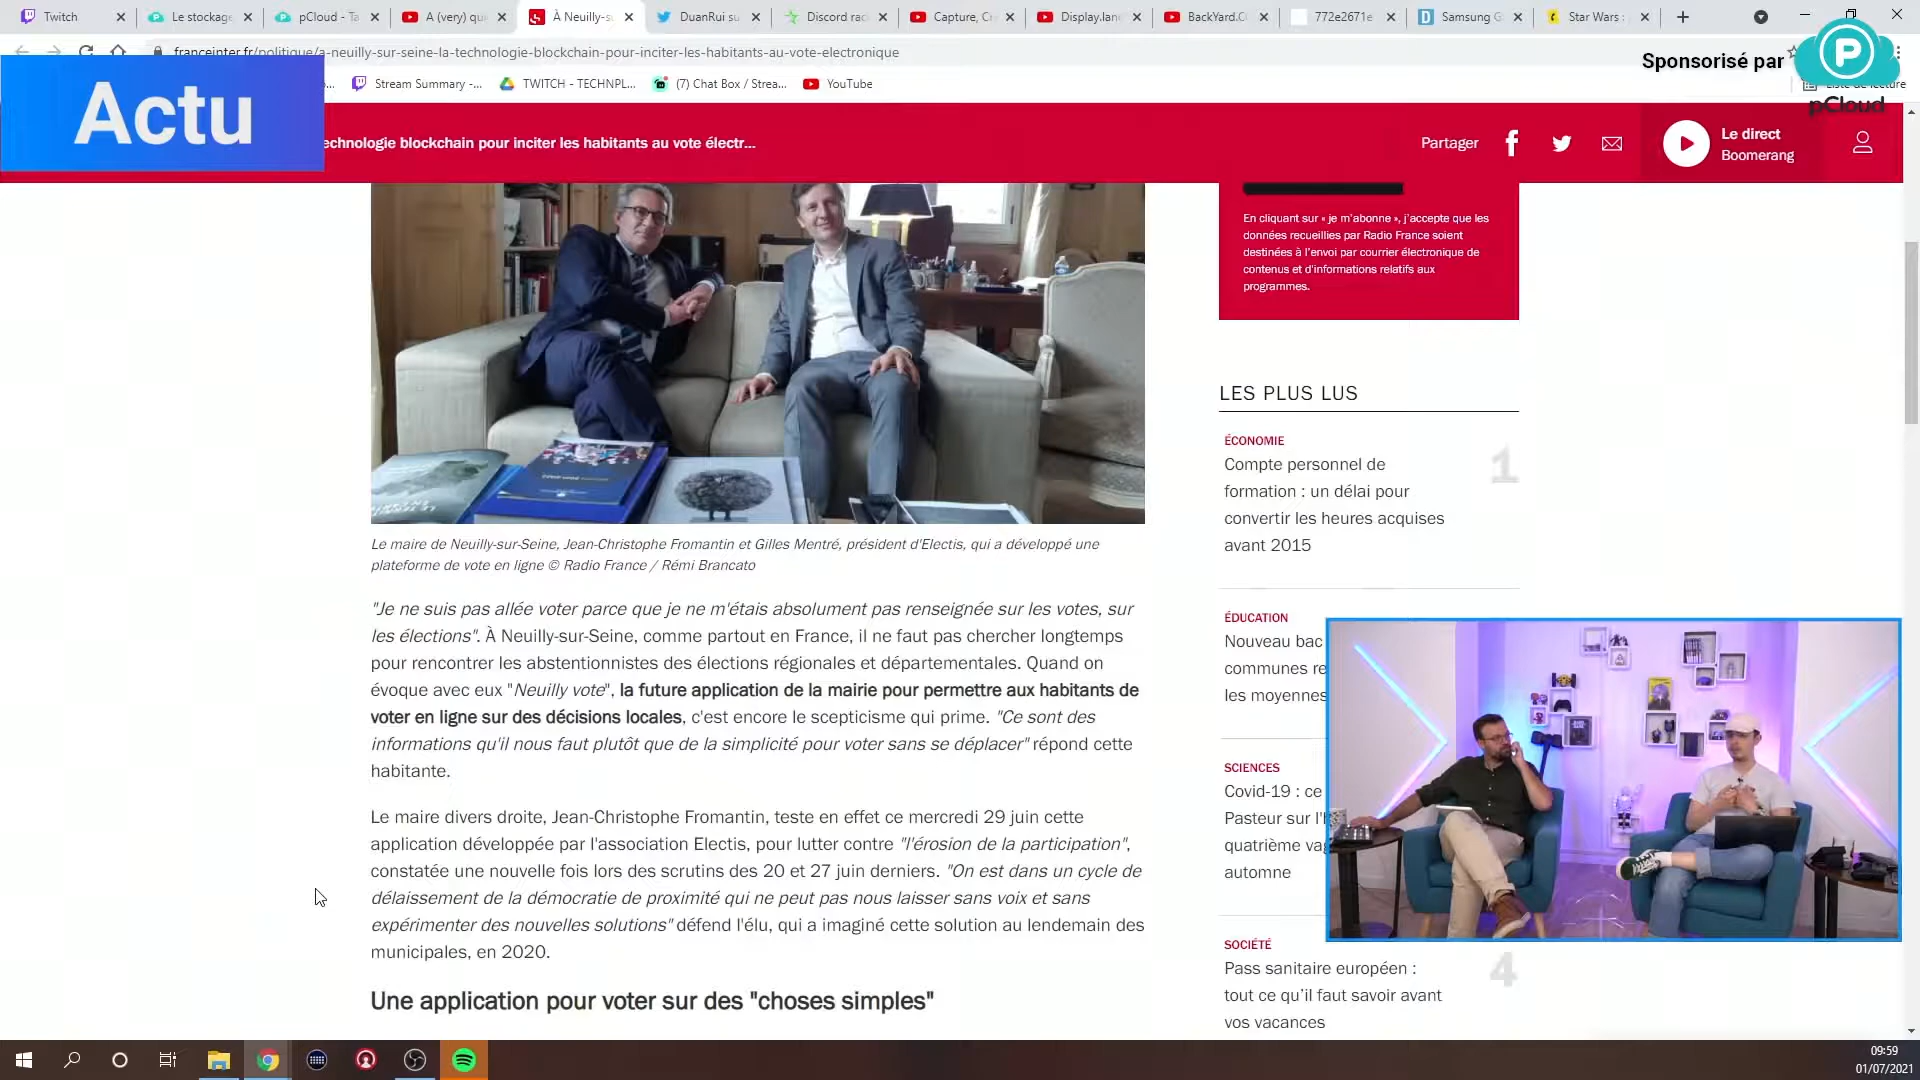 Twitch
Le stockage
pCloud - Ta
A (very) qu
À Neuilly-s
DuanRui su
Discord rac
Capture, Cr
Display.lan
BackYard.C
772e2671e
Samsung G
Star Wars :
franceinter.fr/politique/a-neuilly-sur-seine-la-technologie-blockchain-pour-inciter-les-habitants-au-vote-electronique
Sponsorisé par
pCloud
Stream Summary -...
TWITCH - TECHNPL...
(7) Chat Box / Strea...
YouTube
Liste de lecture
Actu
echnologie blockchain pour inciter les habitants au vote électr...
Partager
Le direct
Boomerang
En cliquant sur « je m'abonne », j'accepte que les
données recueillies par Radio France soient
destinées à l'envoi par courrier électronique de
contenus et d'informations relatifs aux
programmes.
Le maire de Neuilly-sur-Seine, Jean-Christophe Fromantin et Gilles Mentré, président d'Electis, qui a développé une
plateforme de vote en ligne © Radio France / Rémi Brancato
"Je ne suis pas allée voter parce que je ne m'étais absolument pas renseignée sur les votes, sur
les élections". À Neuilly-sur-Seine, comme partout en France, il ne faut pas chercher longtemps
pour rencontrer les abstentionnistes des élections régionales et départementales. Quand on
évoque avec eux "Neuilly vote", la future application de la mairie pour permettre aux habitants de
voter en ligne sur des décisions locales, c'est encore le scepticisme qui prime. "Ce sont des
informations qu'il nous faut plutôt que de la simplicité pour voter sans se déplacer" répond cette
habitante.
Le maire divers droite, Jean-Christophe Fromantin, teste en effet ce mercredi 29 juin cette
application développée par l'association Electis, pour lutter contre "l'érosion de la participation",
constatée une nouvelle fois lors des scrutins des 20 et 27 juin derniers. "On est dans un cycle de
délaissement de la démocratie de proximité qui ne peut pas nous laisser sans voix et sans
expérimenter des nouvelles solutions" défend l'élu, qui a imaginé cette solution au lendemain des
municipales, en 2020.
Une application pour voter sur des "choses simples"
LES PLUS LUS
ÉCONOMIE
Compte personnel de
formation : un délai pour
convertir les heures acquises
avant 2015
1
ÉDUCATION
Nouveau bac
communes re
les moyennes
SCIENCES
Covid-19 : ce
Pasteur sur l'h
quatrième vag
automne
SOCIÉTÉ
Pass sanitaire européen :
tout ce qu'il faut savoir avant
vos vacances
4
09:59
01/07/2021